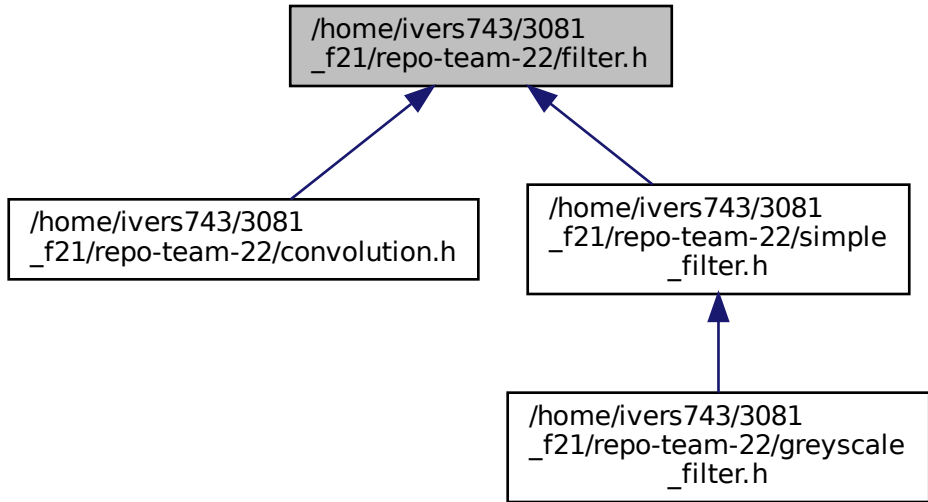 /home/ivers743/3081
_f21/repo-team-22/filter.h
/home/ivers743/3081
_f21/repo-team-22/convolution.h
/home/ivers743/3081
_f21/repo-team-22/simple
_filter.h
/home/ivers743/3081
_f21/repo-team-22/greyscale
_filter.h